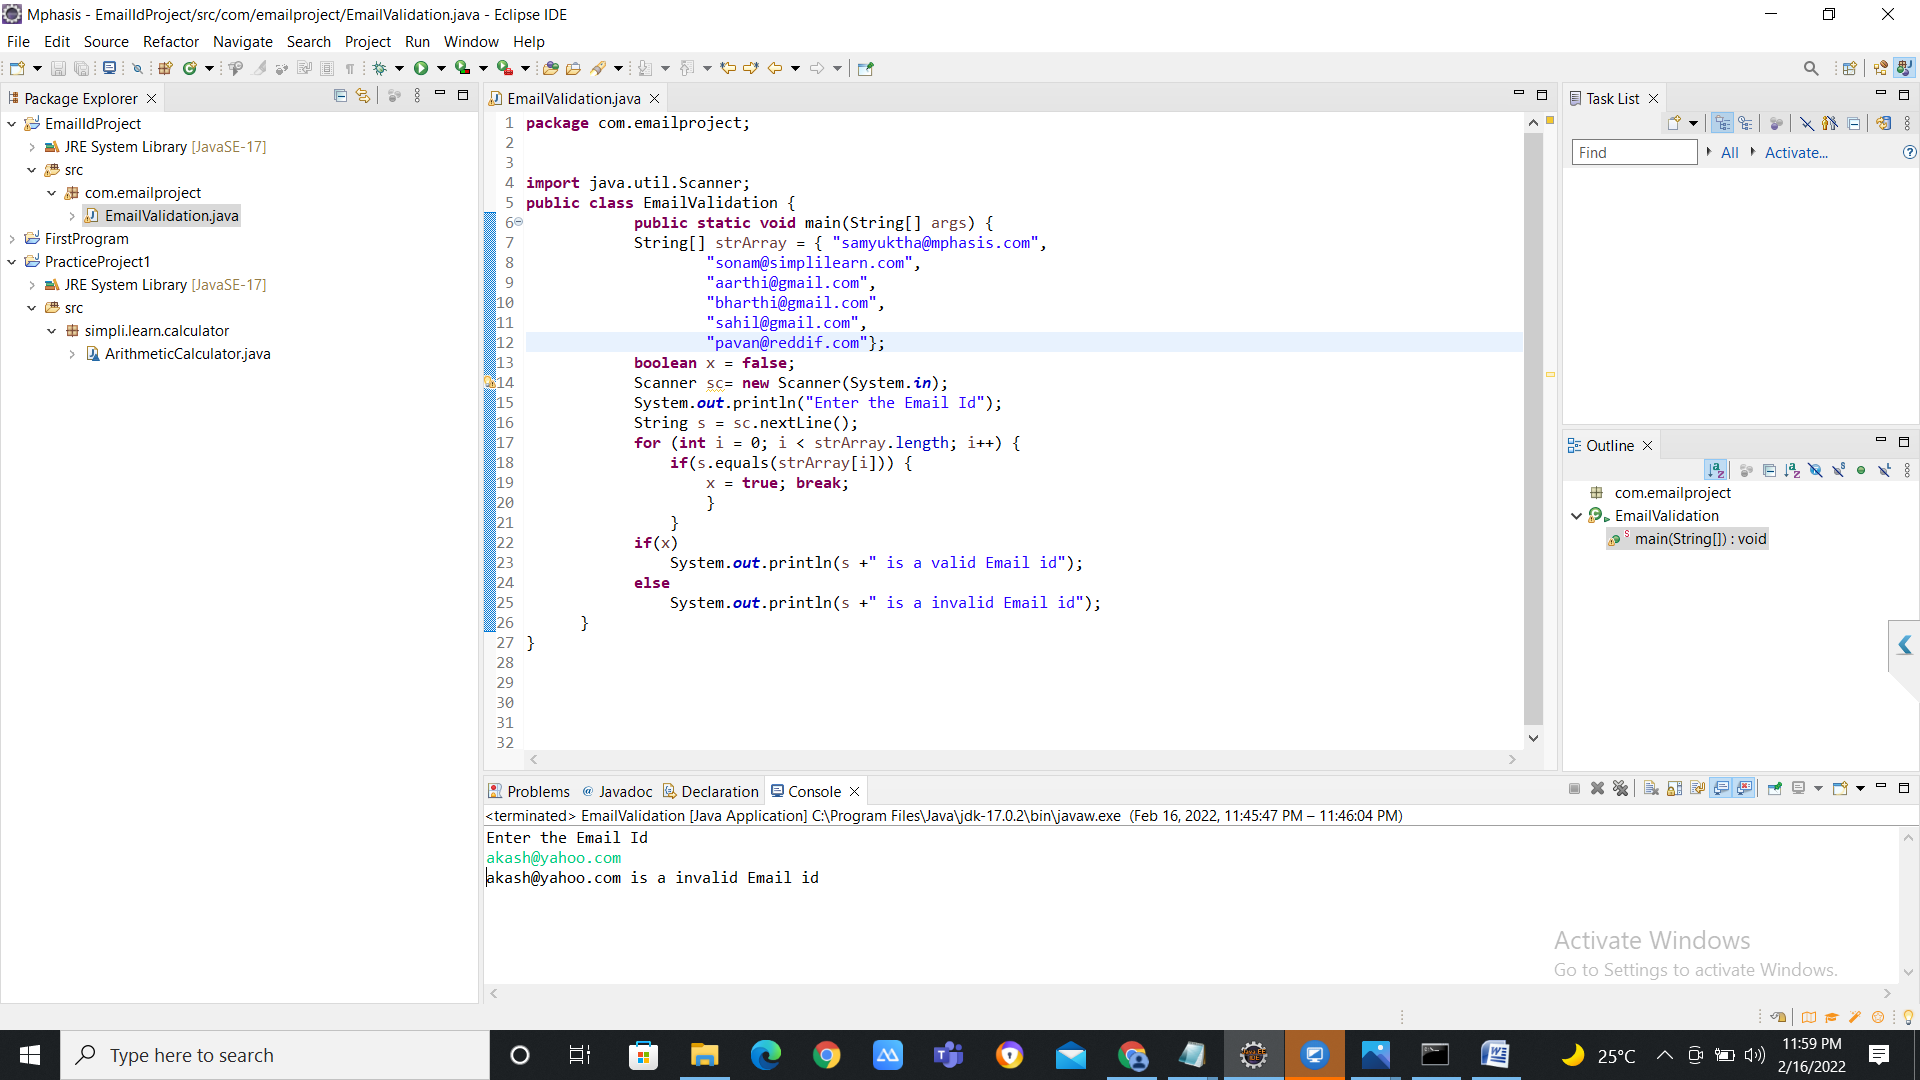 Mphasis - EmailIdProject/src/com/emailproject/EmailValidation.java - Eclipse IDE
File Edit Source Refactor Navigate Search Project Run Window Help
Package Explorer
EmailIdProject
JRE System Library [JavaSE-17]
src
com.emailproject
EmailValidation.java
FirstProgram
PracticeProject1
JRE System Library [JavaSE-17]
src
simpli.learn.calculator
ArithmeticCalculator.java
EmailValidation.java
1 package com.emailproject;
2
3
4 import java.util.Scanner;
5 public class EmailValidation {
6 public static void main(String[] args) {
7 String[] strArray = { "samyuktha@mphasis.com",
8 "sonam@simplilearn.com",
9 "aarthi@gmail.com",
10 "bharthi@gmail.com",
11 "sahil@gmail.com",
12 "pavan@reddif.com"};
13 boolean x = false;
14 Scanner sc= new Scanner(System.in);
15 System.out.println("Enter the Email Id");
16 String s = sc.nextLine();
17 for (int i = 0; i < strArray.length; i++) {
18 if(s.equals(strArray[i])) {
19 x = true; break;
20 }
21 }
22 if(x)
23 System.out.println(s +" is a valid Email id");
24 else
25 System.out.println(s +" is a invalid Email id");
26 }
27 }
28
29
30
31
32
Task List
Find All Activate...
Outline
com.emailproject
EmailValidation
main(String[]) : void
Problems Javadoc Declaration Console
<terminated> EmailValidation [Java Application] C:\Program Files\Java\jdk-17.0.2\bin\javaw.exe (Feb 16, 2022, 11:45:47 PM – 11:46:04 PM)
Enter the Email Id
akash@yahoo.com
akash@yahoo.com is a invalid Email id
Activate Windows
Go to Settings to activate Windows.
Type here to search
25°C
11:59 PM
2/16/2022